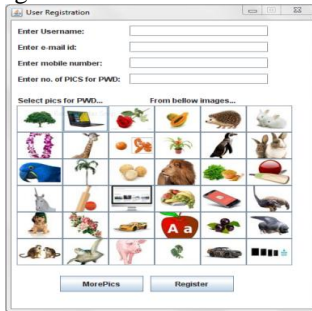 User Registration
Enter Username:
Enter e-mail id:
Enter mobile number:
Enter no. of PICS for PWD:
Select pics for PWD... From bellow images...
A a
MorePics Register